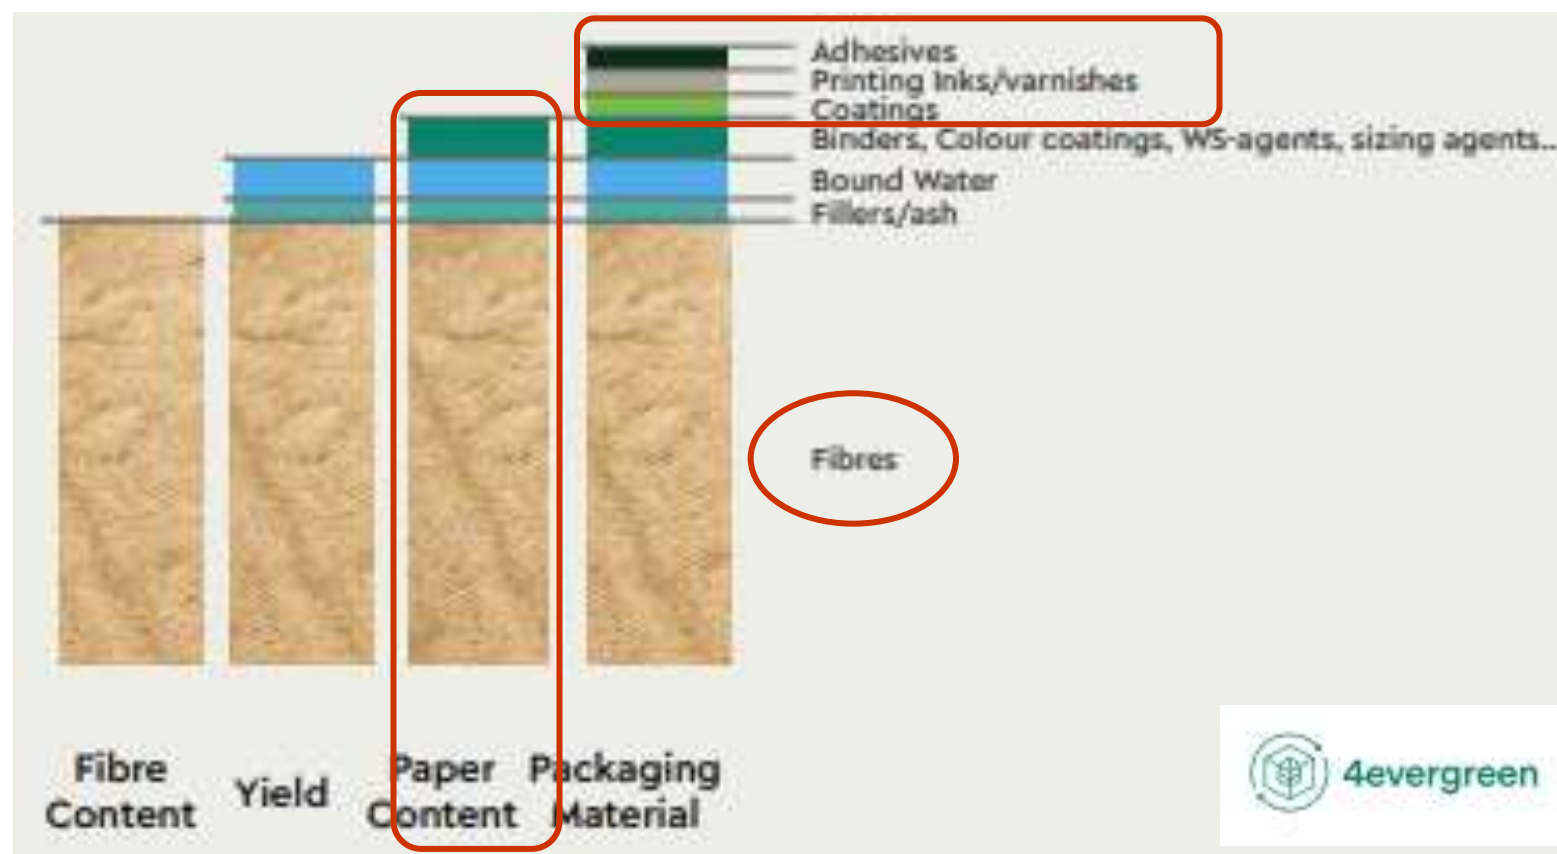 Adhesives
Printing Inks/varnishes
Coatings
Binders, Colour coatings, WS-agents, sizing agents...
Bound Water
Fillers/ash
Fibres
Fibre Content
Yield
Paper Content
Packaging Material
4evergreen